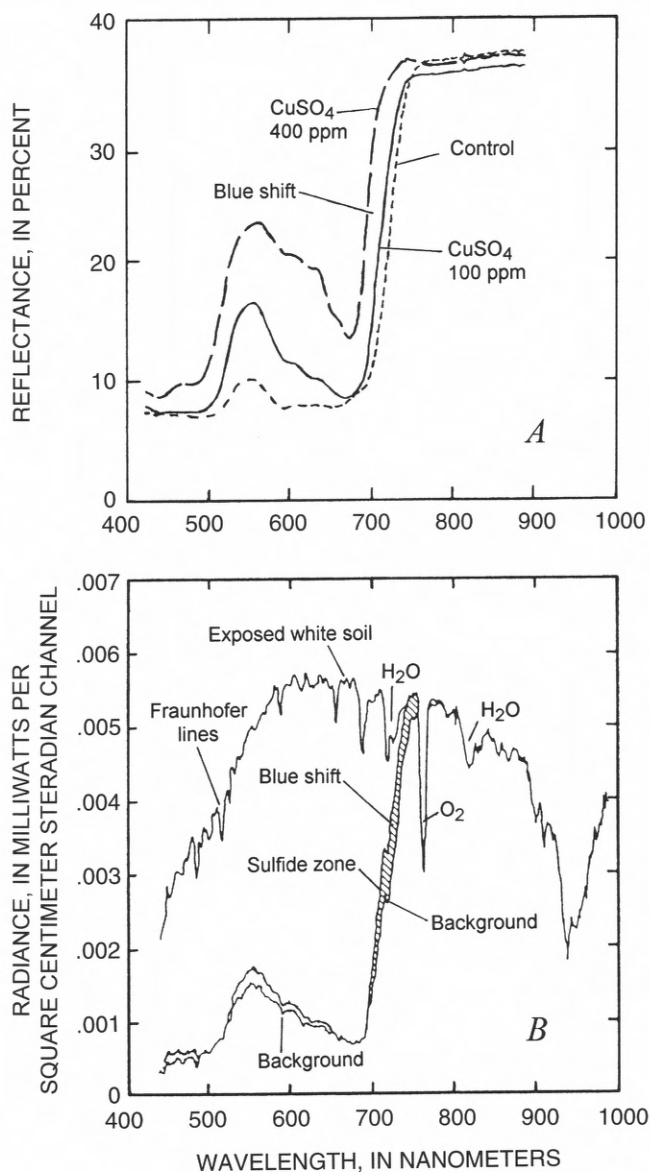 REFLECTANCE, IN PERCENT
40
30
20
10
0
CuSO4
400 ppm
Blue shift
Control
CuSO4
100 ppm
A
400 500 600 700 800 900 1000
RADIANCE, IN MILLIWATTS PER
SQUARE CENTIMETER STERADIAN CHANNEL
.007
.006
.005
.004
.003
.002
.001
0
Exposed white soil
H2O
Fraunhofer
lines
H2O
Blue shift
O2
Sulfide zone
Background
Background
B
400 500 600 700 800 900 1000
WAVELENGTH, IN NANOMETERS